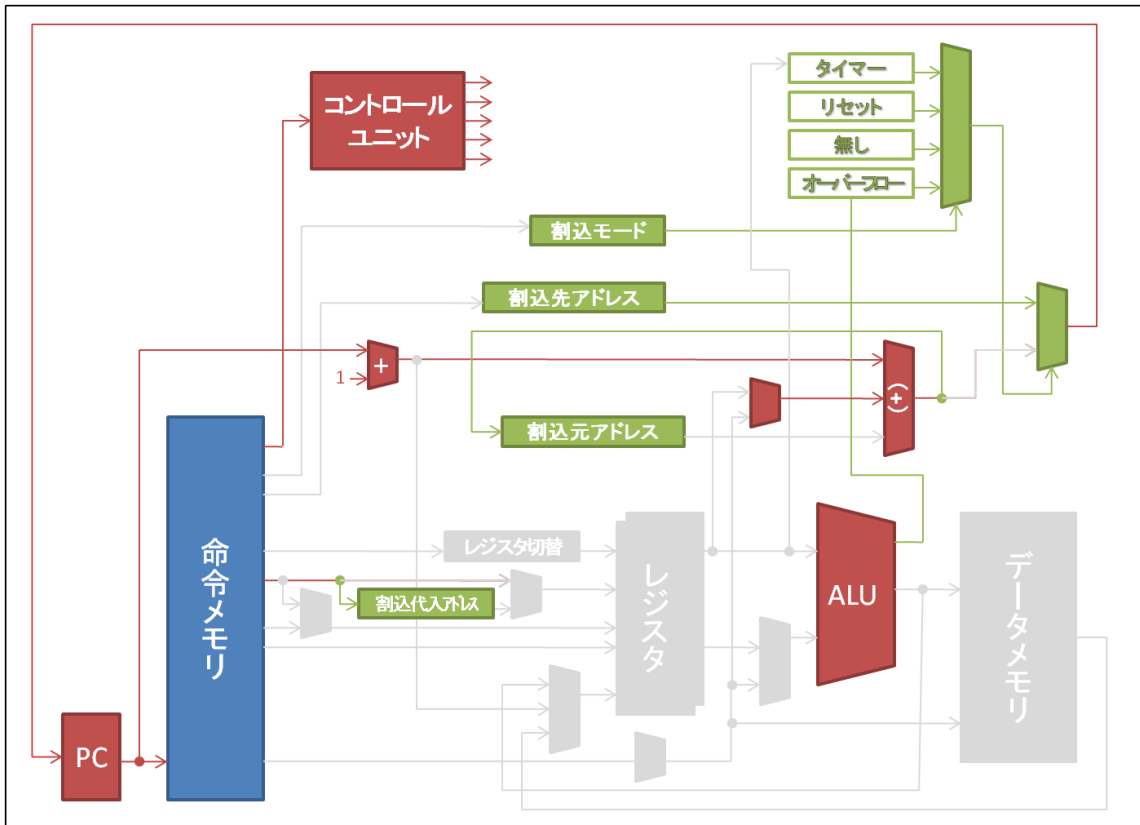 タイマー
コントロール
ユニット
リセット
無し
オーバーフロー
割込モード
割込先アドレス
+
1
(+)
割込元アドレス
命令メモリ
レジスタ切替
レジスタ
データメモリ
ALU
割込代入アドレス
PC